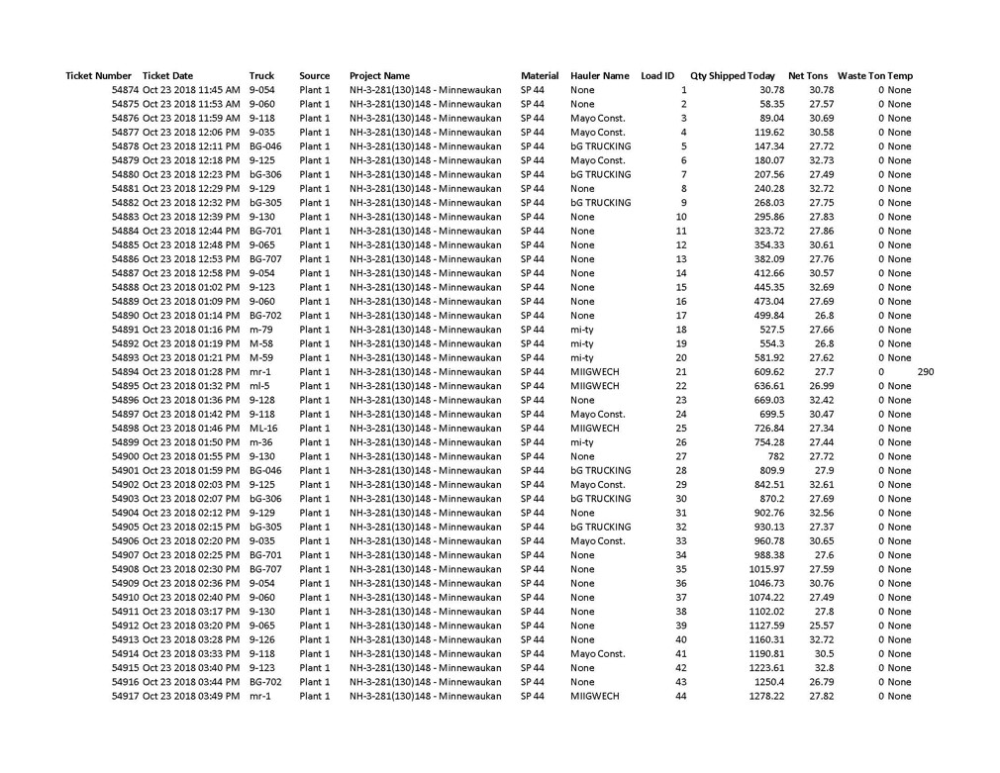 Ticket Number Ticket Date Truck Source Project Name Material Hauler Name Load ID Qty Shipped Today Net Tons Waste Ton Temp
54874 Oct 23 2018 11:45 AM 9-054 Plant 1 NH-3-281(130)148 - Minnewaukan SP 44 None 1 30.78 30.78 0 None
54875 Oct 23 2018 11:53 AM 9-060 Plant 1 NH-3-281(130)148 - Minnewaukan SP 44 None 2 58.35 27.57 0 None
54876 Oct 23 2018 11:59 AM 9-118 Plant 1 NH-3-281(130)148 - Minnewaukan SP 44 Mayo Const. 3 89.04 30.69 0 None
54877 Oct 23 2018 12:06 PM 9-035 Plant 1 NH-3-281(130)148 - Minnewaukan SP 44 Mayo Const. 4 119.62 30.58 0 None
54878 Oct 23 2018 12:11 PM BG-046 Plant 1 NH-3-281(130)148 - Minnewaukan SP 44 bG TRUCKING 5 147.34 27.72 0 None
54879 Oct 23 2018 12:18 PM 9-125 Plant 1 NH-3-281(130)148 - Minnewaukan SP 44 Mayo Const. 6 180.07 32.73 0 None
54880 Oct 23 2018 12:23 PM bG-306 Plant 1 NH-3-281(130)148 - Minnewaukan SP 44 bG TRUCKING 7 207.56 27.49 0 None
54881 Oct 23 2018 12:29 PM 9-129 Plant 1 NH-3-281(130)148 - Minnewaukan SP 44 None 8 240.28 32.72 0 None
54882 Oct 23 2018 12:32 PM bG-305 Plant 1 NH-3-281(130)148 - Minnewaukan SP 44 bG TRUCKING 9 268.03 27.75 0 None
54883 Oct 23 2018 12:39 PM 9-130 Plant 1 NH-3-281(130)148 - Minnewaukan SP 44 None 10 295.86 27.83 0 None
54884 Oct 23 2018 12:44 PM BG-701 Plant 1 NH-3-281(130)148 - Minnewaukan SP 44 None 11 323.72 27.86 0 None
54885 Oct 23 2018 12:48 PM 9-065 Plant 1 NH-3-281(130)148 - Minnewaukan SP 44 None 12 354.33 30.61 0 None
54886 Oct 23 2018 12:53 PM BG-707 Plant 1 NH-3-281(130)148 - Minnewaukan SP 44 None 13 382.09 27.76 0 None
54887 Oct 23 2018 12:58 PM 9-054 Plant 1 NH-3-281(130)148 - Minnewaukan SP 44 None 14 412.66 30.57 0 None
54888 Oct 23 2018 01:02 PM 9-123 Plant 1 NH-3-281(130)148 - Minnewaukan SP 44 None 15 445.35 32.69 0 None
54889 Oct 23 2018 01:09 PM 9-060 Plant 1 NH-3-281(130)148 - Minnewaukan SP 44 None 16 473.04 27.69 0 None
54890 Oct 23 2018 01:14 PM BG-702 Plant 1 NH-3-281(130)148 - Minnewaukan SP 44 None 17 499.84 26.8 0 None
54891 Oct 23 2018 01:16 PM m-79 Plant 1 NH-3-281(130)148 - Minnewaukan SP 44 mi-ty 18 527.5 27.66 0 None
54892 Oct 23 2018 01:19 PM M-58 Plant 1 NH-3-281(130)148 - Minnewaukan SP 44 mi-ty 19 554.3 26.8 0 None
54893 Oct 23 2018 01:21 PM M-59 Plant 1 NH-3-281(130)148 - Minnewaukan SP 44 mi-ty 20 581.92 27.62 0 None
54894 Oct 23 2018 01:28 PM mr-1 Plant 1 NH-3-281(130)148 - Minnewaukan SP 44 MIIGWECH 21 609.62 27.7 0 290
54895 Oct 23 2018 01:32 PM ml-5 Plant 1 NH-3-281(130)148 - Minnewaukan SP 44 MIIGWECH 22 636.61 26.99 0 None
54896 Oct 23 2018 01:36 PM 9-128 Plant 1 NH-3-281(130)148 - Minnewaukan SP 44 None 23 669.03 32.42 0 None
54897 Oct 23 2018 01:42 PM 9-118 Plant 1 NH-3-281(130)148 - Minnewaukan SP 44 Mayo Const. 24 699.5 30.47 0 None
54898 Oct 23 2018 01:46 PM ML-16 Plant 1 NH-3-281(130)148 - Minnewaukan SP 44 MIIGWECH 25 726.84 27.34 0 None
54899 Oct 23 2018 01:50 PM m-36 Plant 1 NH-3-281(130)148 - Minnewaukan SP 44 mi-ty 26 754.28 27.44 0 None
54900 Oct 23 2018 01:55 PM 9-130 Plant 1 NH-3-281(130)148 - Minnewaukan SP 44 None 27 782 27.72 0 None
54901 Oct 23 2018 01:59 PM BG-046 Plant 1 NH-3-281(130)148 - Minnewaukan SP 44 bG TRUCKING 28 809.9 27.9 0 None
54902 Oct 23 2018 02:03 PM 9-125 Plant 1 NH-3-281(130)148 - Minnewaukan SP 44 Mayo Const. 29 842.51 32.61 0 None
54903 Oct 23 2018 02:07 PM bG-306 Plant 1 NH-3-281(130)148 - Minnewaukan SP 44 bG TRUCKING 30 870.2 27.69 0 None
54904 Oct 23 2018 02:12 PM 9-129 Plant 1 NH-3-281(130)148 - Minnewaukan SP 44 None 31 902.76 32.56 0 None
54905 Oct 23 2018 02:15 PM bG-305 Plant 1 NH-3-281(130)148 - Minnewaukan SP 44 bG TRUCKING 32 930.13 27.37 0 None
54906 Oct 23 2018 02:20 PM 9-035 Plant 1 NH-3-281(130)148 - Minnewaukan SP 44 Mayo Const. 33 960.78 30.65 0 None
54907 Oct 23 2018 02:25 PM BG-701 Plant 1 NH-3-281(130)148 - Minnewaukan SP 44 None 34 988.38 27.6 0 None
54908 Oct 23 2018 02:30 PM BG-707 Plant 1 NH-3-281(130)148 - Minnewaukan SP 44 None 35 1015.97 27.59 0 None
54909 Oct 23 2018 02:36 PM 9-054 Plant 1 NH-3-281(130)148 - Minnewaukan SP 44 None 36 1046.73 30.76 0 None
54910 Oct 23 2018 02:40 PM 9-060 Plant 1 NH-3-281(130)148 - Minnewaukan SP 44 None 37 1074.22 27.49 0 None
54911 Oct 23 2018 03:17 PM 9-130 Plant 1 NH-3-281(130)148 - Minnewaukan SP 44 None 38 1102.02 27.8 0 None
54912 Oct 23 2018 03:20 PM 9-065 Plant 1 NH-3-281(130)148 - Minnewaukan SP 44 None 39 1127.59 25.57 0 None
54913 Oct 23 2018 03:28 PM 9-126 Plant 1 NH-3-281(130)148 - Minnewaukan SP 44 None 40 1160.31 32.72 0 None
54914 Oct 23 2018 03:33 PM 9-118 Plant 1 NH-3-281(130)148 - Minnewaukan SP 44 Mayo Const. 41 1190.81 30.5 0 None
54915 Oct 23 2018 03:40 PM 9-123 Plant 1 NH-3-281(130)148 - Minnewaukan SP 44 None 42 1223.61 32.8 0 None
54916 Oct 23 2018 03:44 PM BG-702 Plant 1 NH-3-281(130)148 - Minnewaukan SP 44 None 43 1250.4 26.79 0 None
54917 Oct 23 2018 03:49 PM mr-1 Plant 1 NH-3-281(130)148 - Minnewaukan SP 44 MIIGWECH 44 1278.22 27.82 0 None